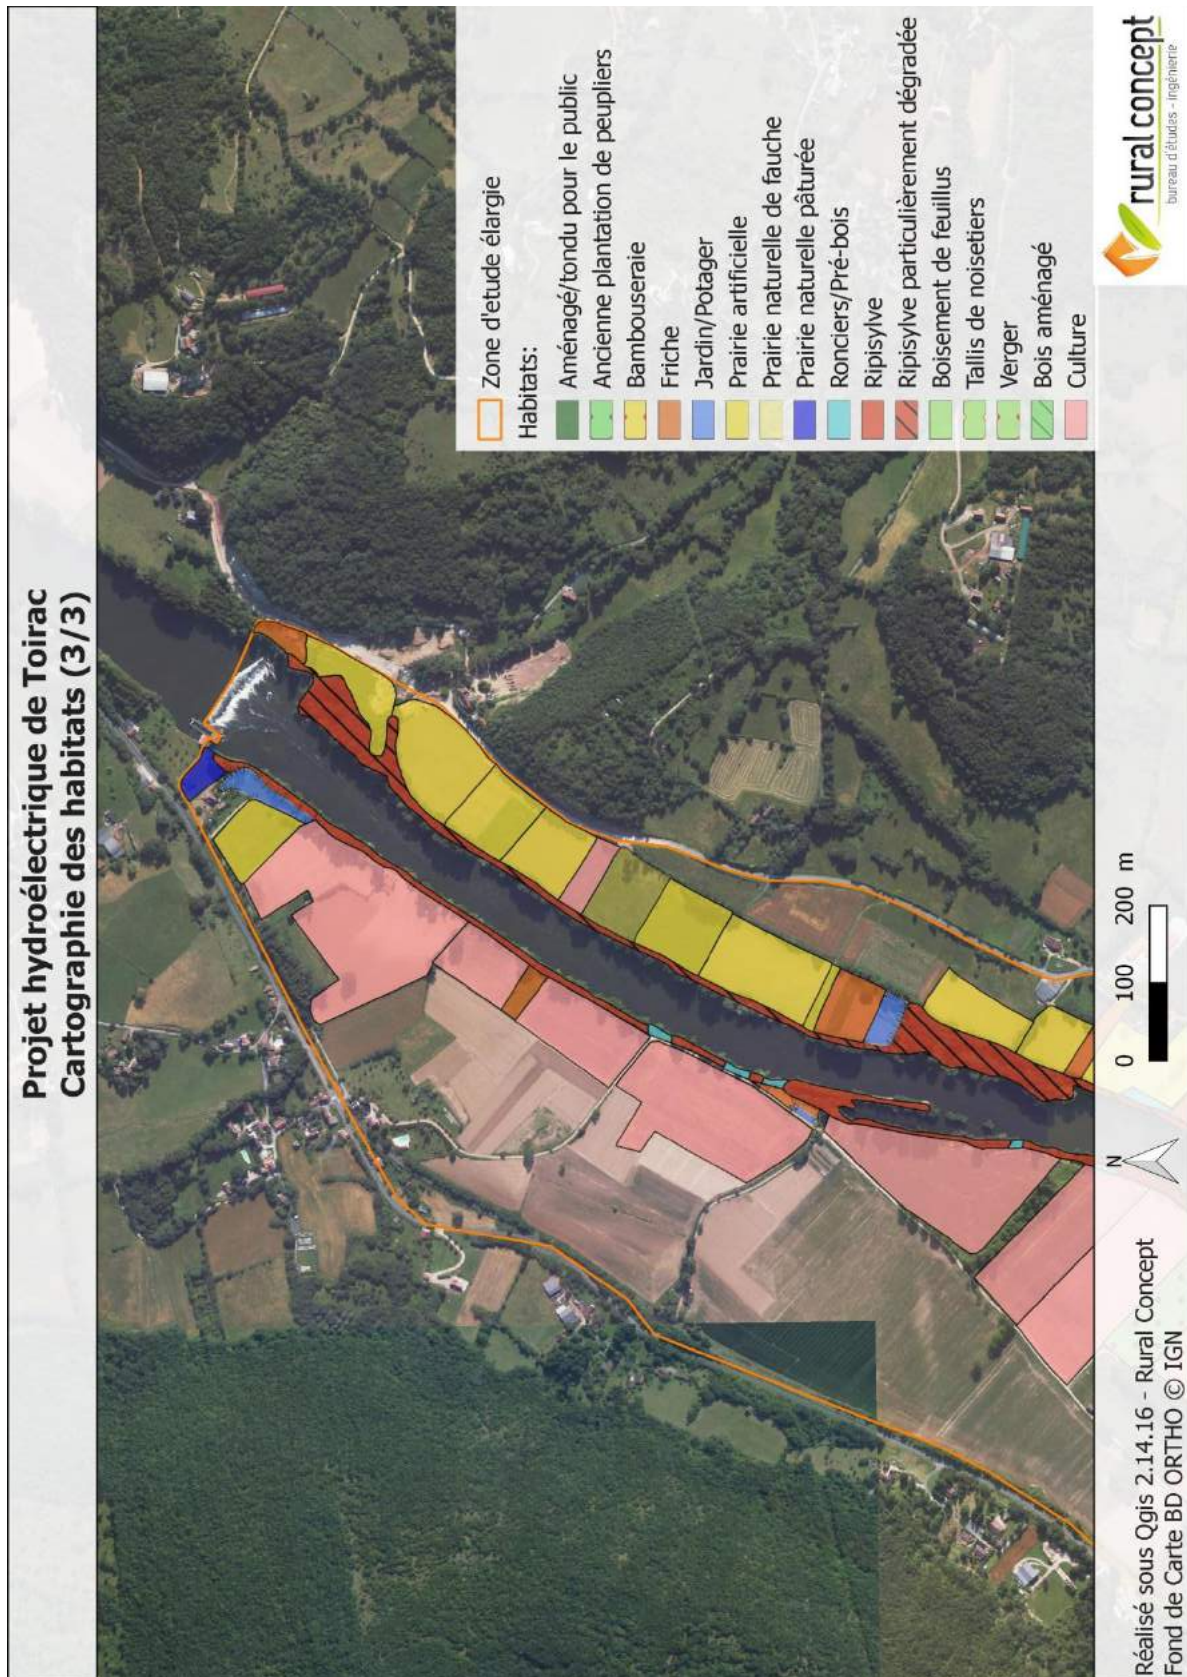 Projet hydroélectrique de Toirac
Cartographie des habitats (3/3)
Zone d'etude élargie
Habitats:
Aménagé/tondu pour le public
Ancienne plantation de peupliers
Bambouseraie
Friche
Jardin/Potager
Prairie artificielle
Prairie naturelle de fauche
Prairie naturelle pâturée
Ronciers/Pré-bois
Ripisylve
Ripisylve particulièrement dégradée
Boisement de feuillus
Tallis de noisetiers
Verger
Bois aménagé
Culture
N
0 100 200 m
Réalisé sous Qgis 2.14.16 - Rural Concept
Fond de Carte BD ORTHO © IGN
rural concept
bureau d'études - ingénierie